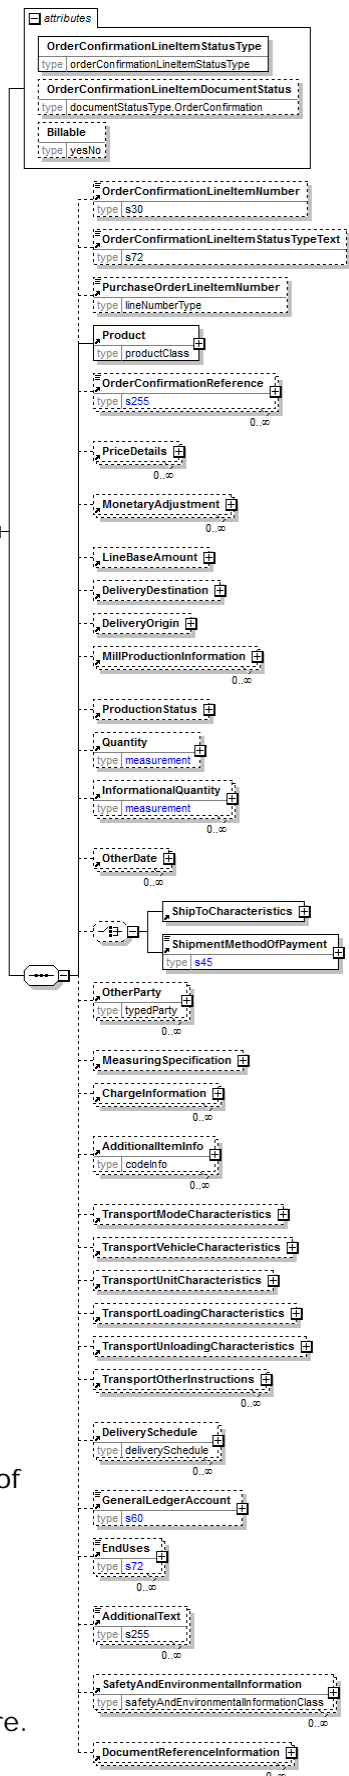 attributes
OrderConfirmationLineItemStatusType
type orderConfirmationLineItemStatusType
OrderConfirmationLineItemDocumentStatus
type documentStatusType.OrderConfirmation
Billable
type yesNo
OrderConfirmationLineItemNumber
type s30
OrderConfirmationLineItemStatusTypeText
type s72
PurchaseOrderLineItemNumber
type lineNumberType
Product
type productClass
OrderConfirmationReference
type s255
0..∞
PriceDetails
0..∞
MonetaryAdjustment
0..∞
LineBaseAmount
DeliveryDestination
DeliveryOrigin
MillProductionInformation
0..∞
ProductionStatus
Quantity
type measurement
InformationalQuantity
type measurement
0..∞
OtherDate
0..∞
ShipToCharacteristics
ShipmentMethodOfPayment
type s45
OtherParty
type typedParty
0..∞
MeasuringSpecification
ChargeInformation
0..∞
AdditionalItemInfo
type codeInfo
0..∞
TransportModeCharacteristics
TransportVehicleCharacteristics
TransportUnitCharacteristics
TransportLoadingCharacteristics
TransportUnloadingCharacteristics
TransportOtherInstructions
0..∞
DeliverySchedule
type deliverySchedule
0..∞
of
GeneralLedgerAccount
type s60
EndUses
type s72
0..∞
AdditionalText
type s255
0..∞
SafetyAndEnvironmentalInformation
type safetyAndEnvironmentalInformationClass
0..∞
re.
DocumentReferenceInformation
0..∞